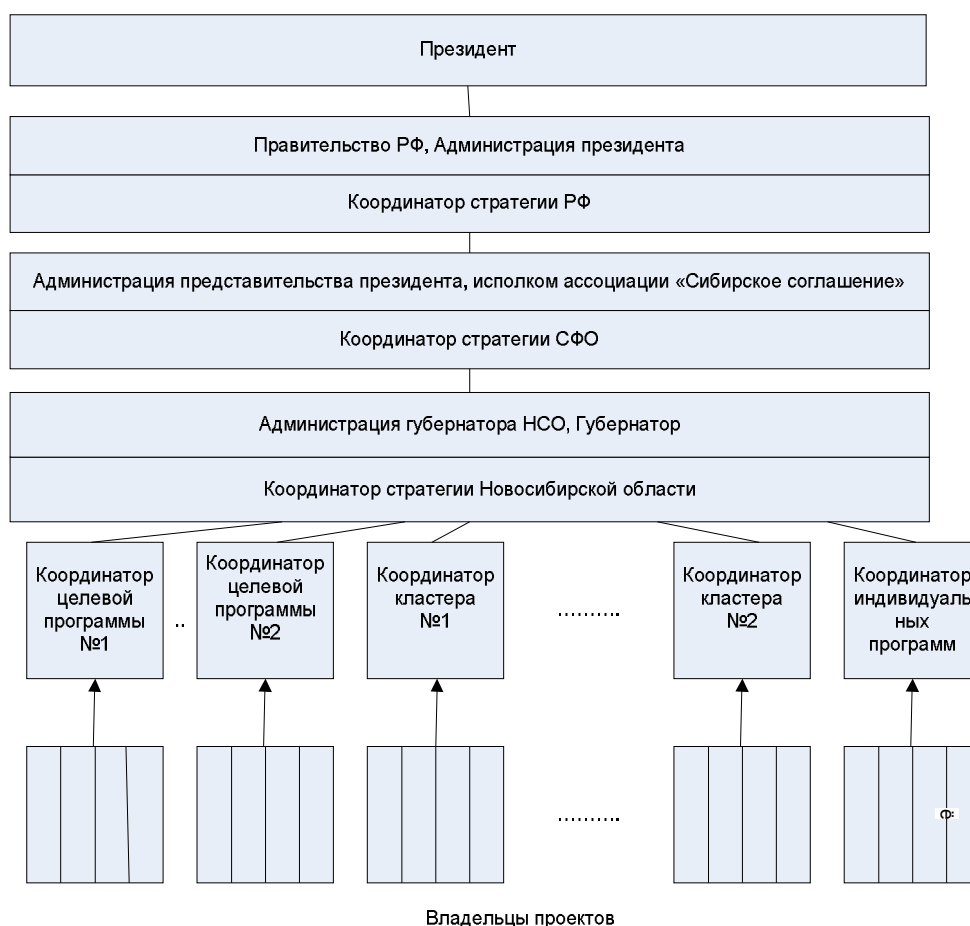 Президент
Правительство РФ, Администрация президента
Координатор стратегии РФ
Администрация представительства президента, исполком ассоциации «Сибирское соглашение»
Координатор стратегии СФО
Администрация губернатора НСО, Губернатор
Координатор стратегии Новосибирской области
Координатор
целевой
программы
№1
..
Координатор
целевой
программы
№2
Координатор
кластера
№1
..........
Координатор
кластера
№2
Координатор
индивидуаль
ных
программ
..........
ё
Владельцы проектов